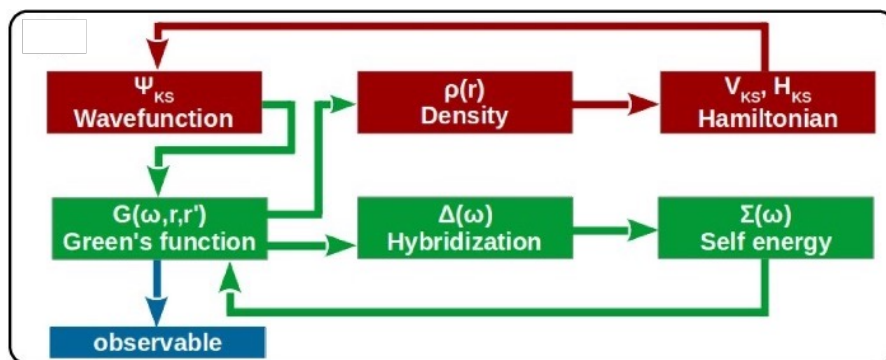 Ψ_KS
Wavefunction
ρ(r)
Density
V_KS, H_KS
Hamiltonian
G(ω,r,r')
Green's function
Δ(ω)
Hybridization
Σ(ω)
Self energy
observable